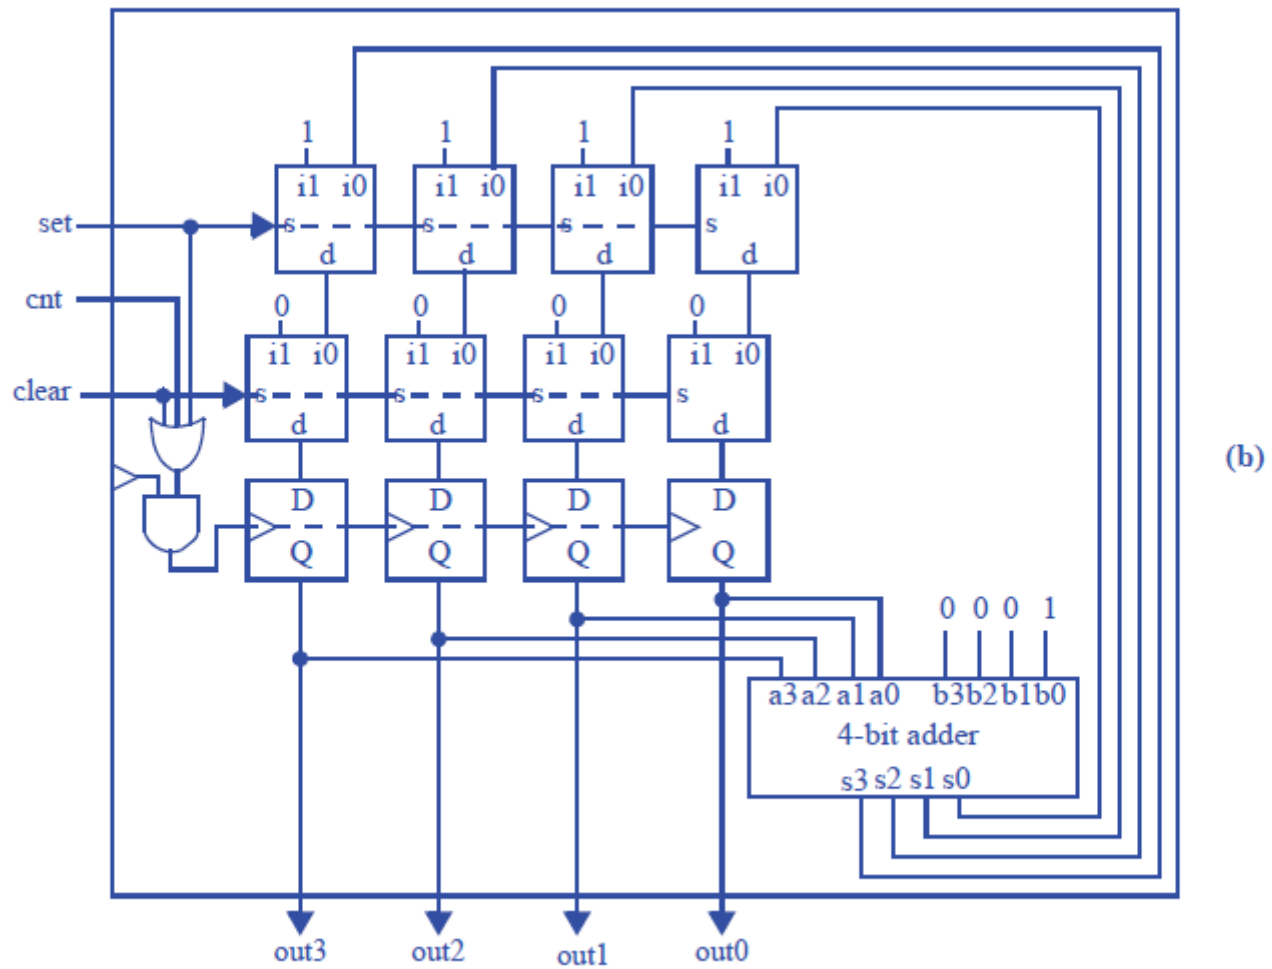 1 1 1 1
i1 i0 i1 i0 i1 i0 i1 i0
set s s s s
d d d d
cnt 0 0 0 0
i1 i0 i1 i0 i1 i0 i1 i0
clear s s s s
d d d d
(b)
D D D D
Q Q Q Q
0 0 0 1
a3 a2 a1 a0 b3 b2 b1 b0
4-bit adder
s3 s2 s1 s0
out3 out2 out1 out0